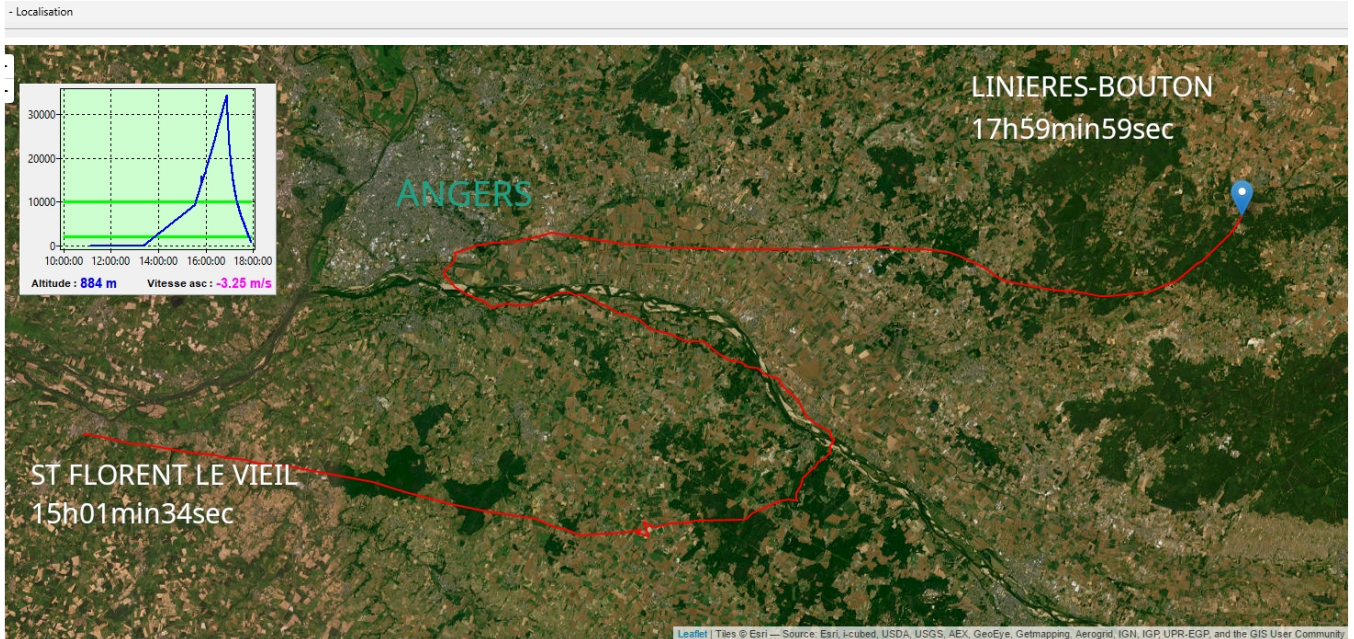 - Localisation
30000
20000
10000
0
10:00:00 12:00:00 14:00:00 16:00:00 18:00:00
Altitude : 884 m Vitesse asc : -3.25 m/s
ANGERS
LINIERES-BOUTON
17h59min59sec
ST FLORENT LE VIEIL
15h01min34sec
Leaflet | Tiles © Esri — Source: Esri, i-cubed, USDA, USGS, AEX, GeoEye, Getmapping, Aerogrid, IGN, IGP, UPR-EGP, and the GIS User Community